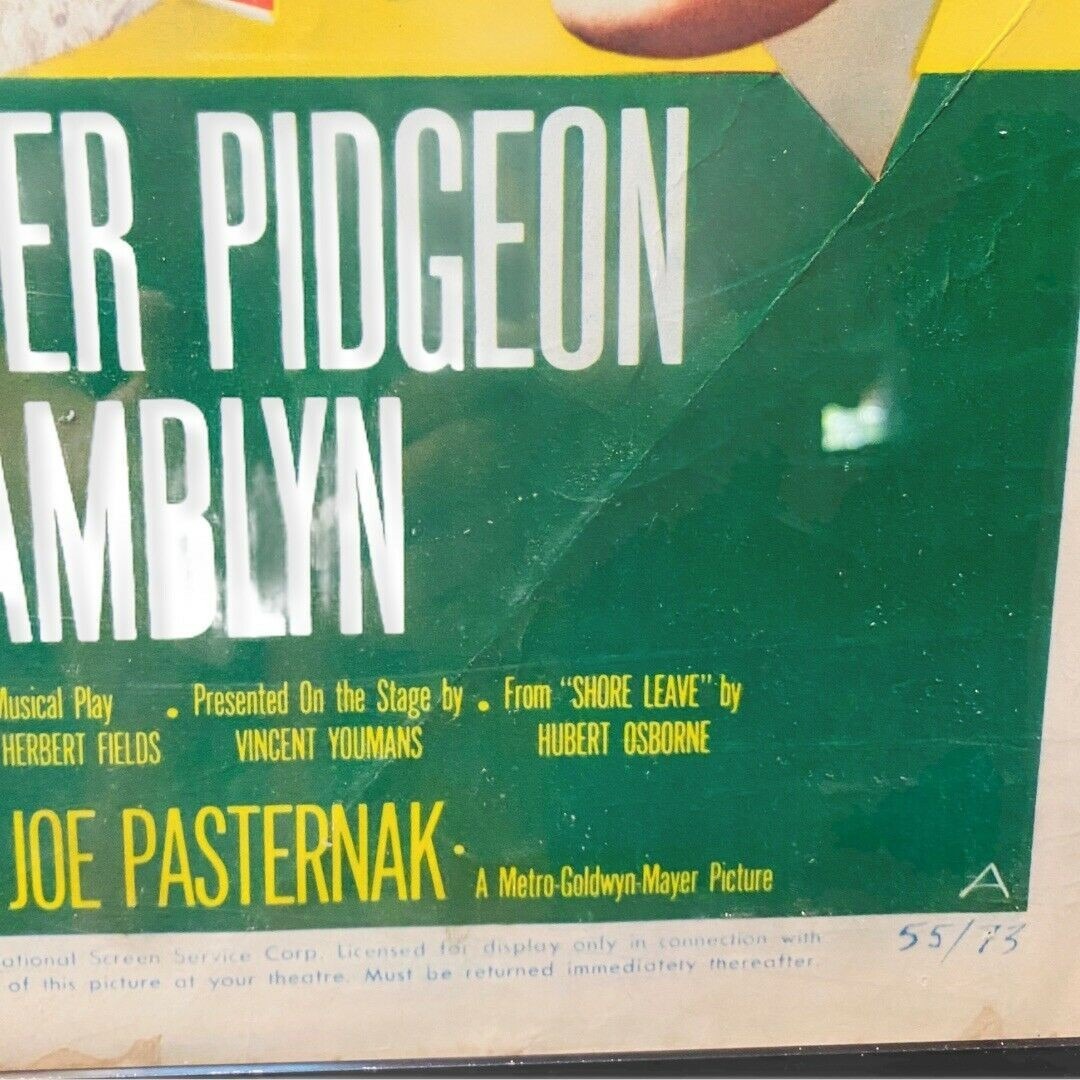 ER PIDGEON
AMBLYN
Musical Play • Presented On the Stage by • From "SHORE LEAVE" by
HERBERT FIELDS VINCENT YOUMANS HUBERT OSBORNE
JOE PASTERNAK • A Metro-Goldwyn-Mayer Picture
A
ational Screen Service Corp. Licensed for display only in connection with
of this picture at your theatre. Must be returned immediately thereafter.
55/73